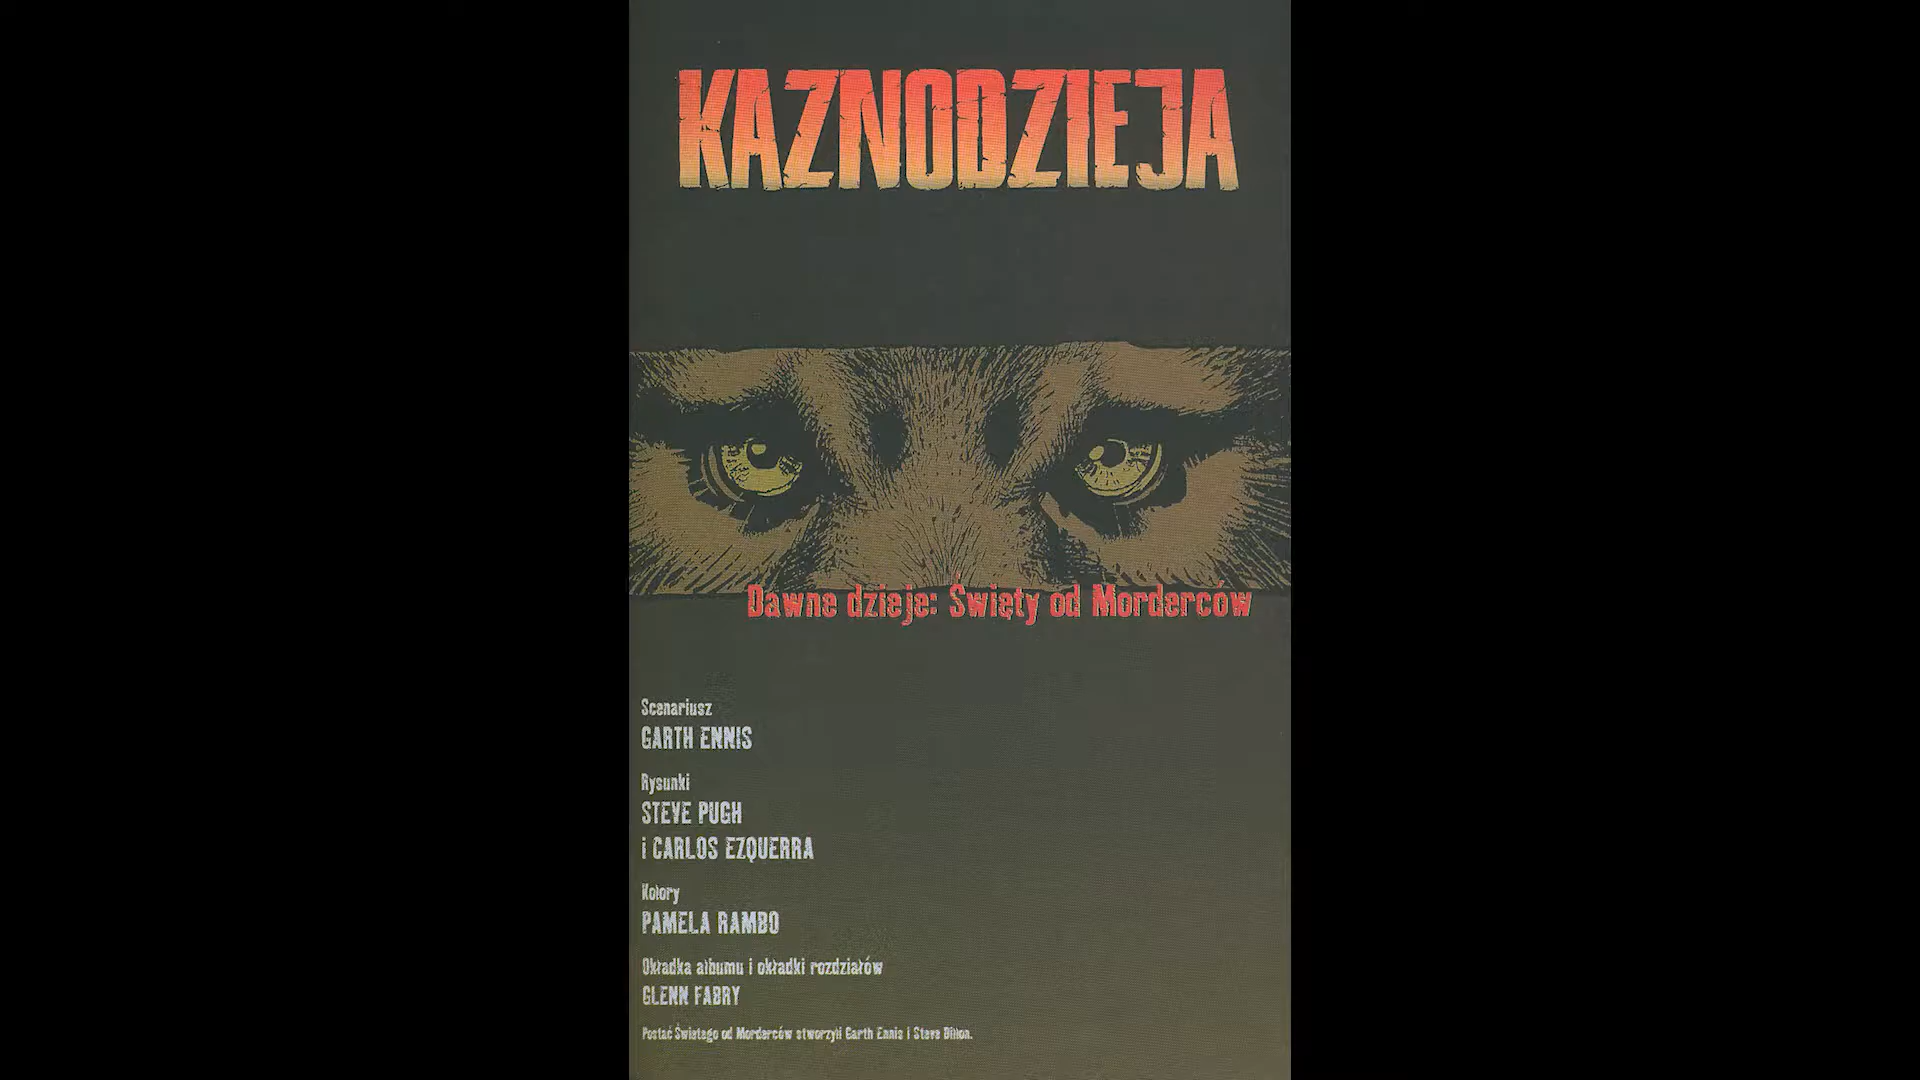 KAZNODZIEJA
Dawne dzieje: Święty od Morderców
Scenariusz
GARTH ENNIS
Rysunki
STEVE PUGH
i CARLOS EZQUERRA
Kolory
PAMELA RAMBO
Okładka albumu i okładki rozdziałów
GLENN FABRY
Postać Świętego od Morderców stworzyli Garth Ennis i Steve Dillon.